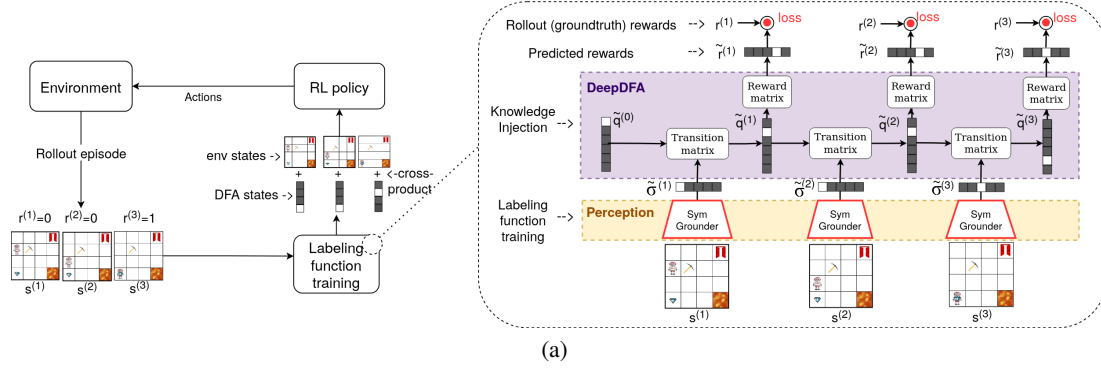 Environment
RL policy
Actions
Rollout episode
env states -->
+ + +
<-cross-
product
DFA states-->
r(1)=0 r(2)=0 r(3)=1
s(1) s(2) s(3)
Labeling
function
training
Rollout (groundtruth) rewards --> r(1) loss r(2) loss r(3) loss
Predicted rewards --> r̃(1) r̃(2) r̃(3)
DeepDFA
Reward
matrix
Reward
matrix
Reward
matrix
Knowledge
Injection -->
q̃(0) q̃(1) q̃(2) q̃(3)
Transition
matrix
Transition
matrix
Transition
matrix
σ̃(1) σ̃(2) σ̃(3)
Labeling
function -->
training
Perception
Sym
Grounder
Sym
Grounder
Sym
Grounder
s(1) s(2) s(3)
(a)